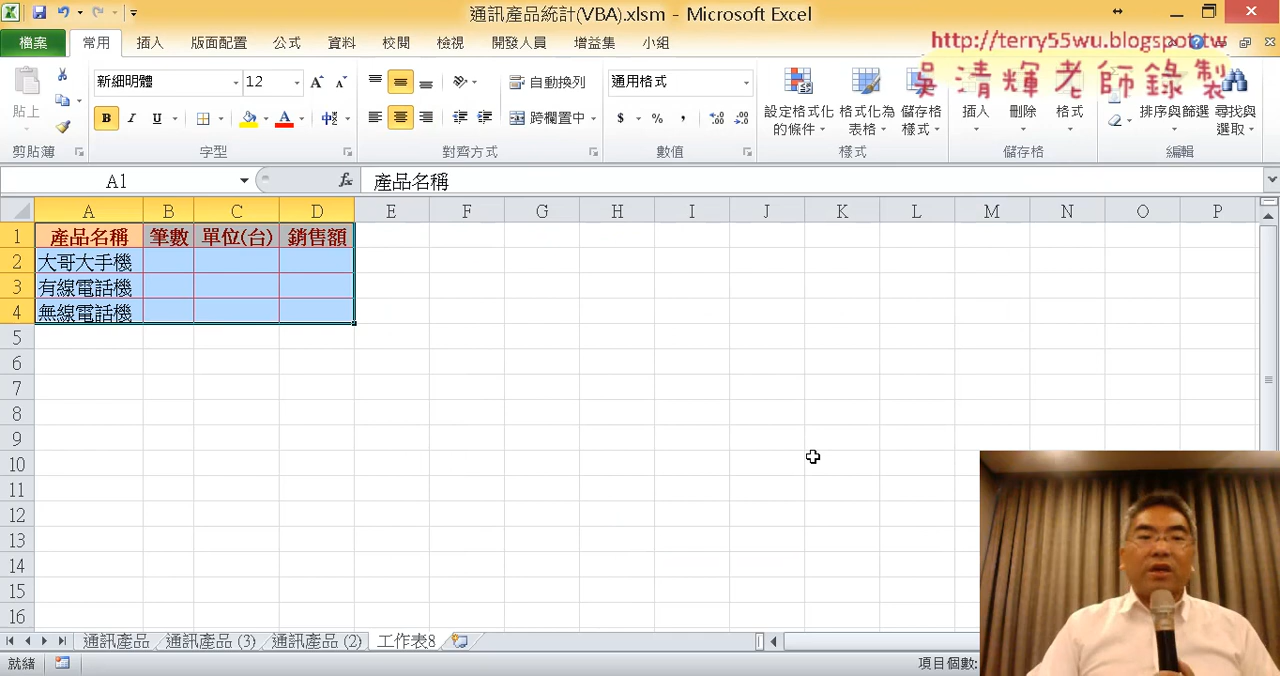 通訊產品統計(VBA).xlsm - Microsoft Excel
http://terry55wu.blogspot.tw
吳清輝老師錄製
檔案 常用 插入 版面配置 公式 資料 校閱 檢視 開發人員 增益集 小組
新細明體 12 自動換列 通用格式
貼上 B I U A 中 跨欄置中 $ % ,
設定格式化的條件 格式化為表格 儲存格樣式 插入 刪除 格式 排序與篩選 尋找與選取
剪貼簿 字型 對齊方式 數值 樣式 儲存格 編輯
A1 fx 產品名稱
A B C D E F G H I J K L M N O P
1 產品名稱 筆數 單位(台) 銷售額
2 大哥大手機
3 有線電話機
4 無線電話機
5
6
7
8
9
10
11
12
13
14
15
16
通訊產品 通訊產品 (3) 通訊產品 (2) 工作表8
就緒 項目個數: